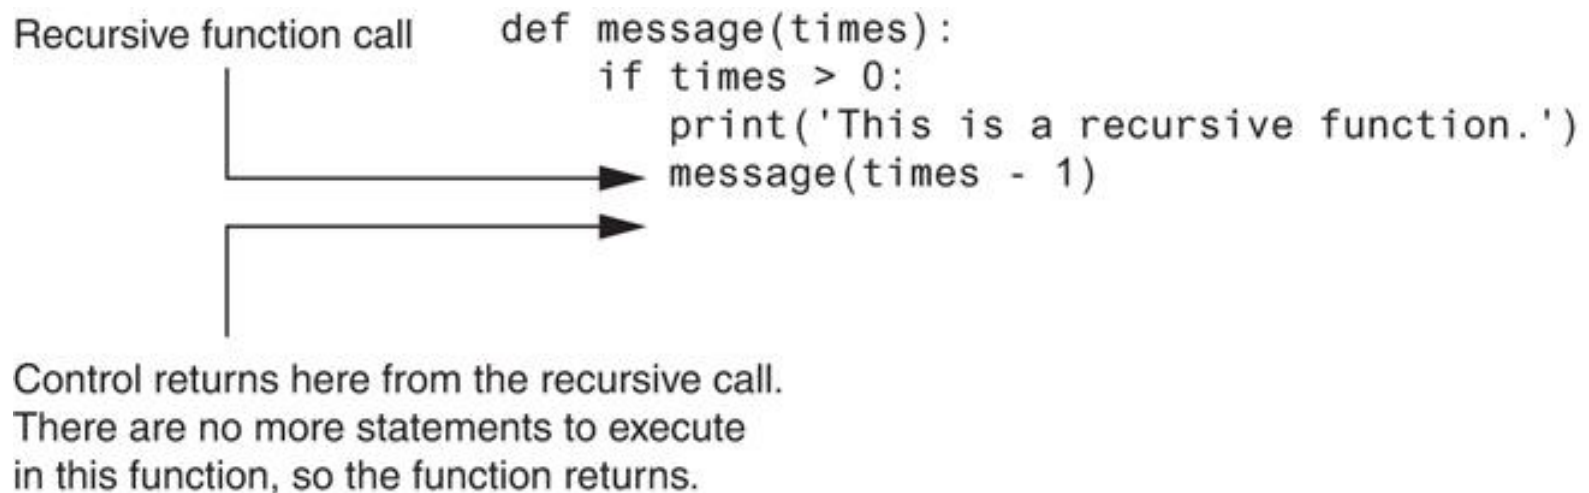 Recursive function call
def message(times):
if times > 0:
print('This is a recursive function.')
message(times - 1)
Control returns here from the recursive call.
There are no more statements to execute
in this function, so the function returns.